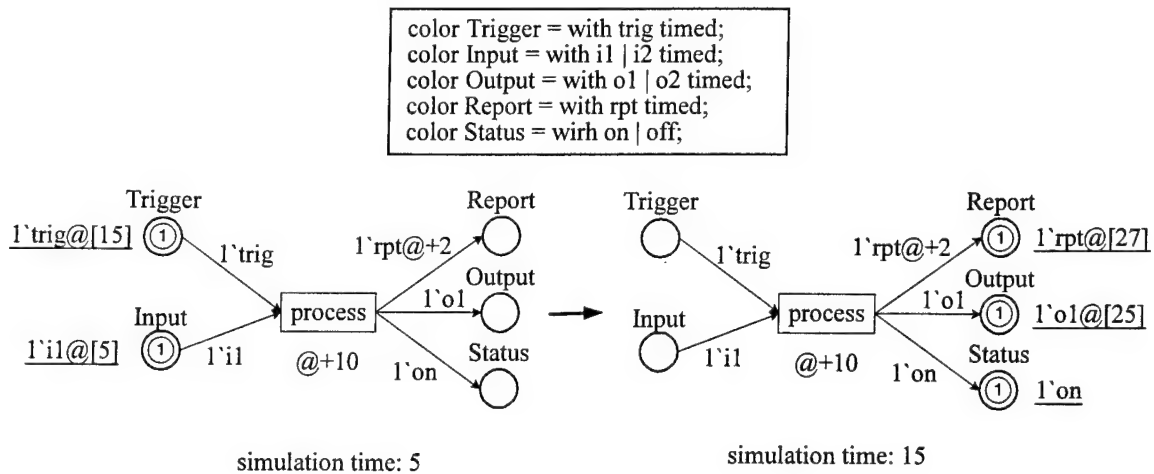 color Trigger = with trig timed;
color Input = with i1 | i2 timed;
color Output = with o1 | o2 timed;
color Report = with rpt timed;
color Status = wirh on | off;
Trigger
1`trig@[15]
1
1`trig
Input
1`i1@[5]
1
1`i1
process
@+10
Report
1`rpt@+2
Output
1`o1
Status
1`on
simulation time: 5
Trigger
1`trig
Input
1`i1
process
@+10
Report
1`rpt@+2
1
1`rpt@[27]
Output
1`o1
1
1`o1@[25]
Status
1`on
1
1`on
simulation time: 15